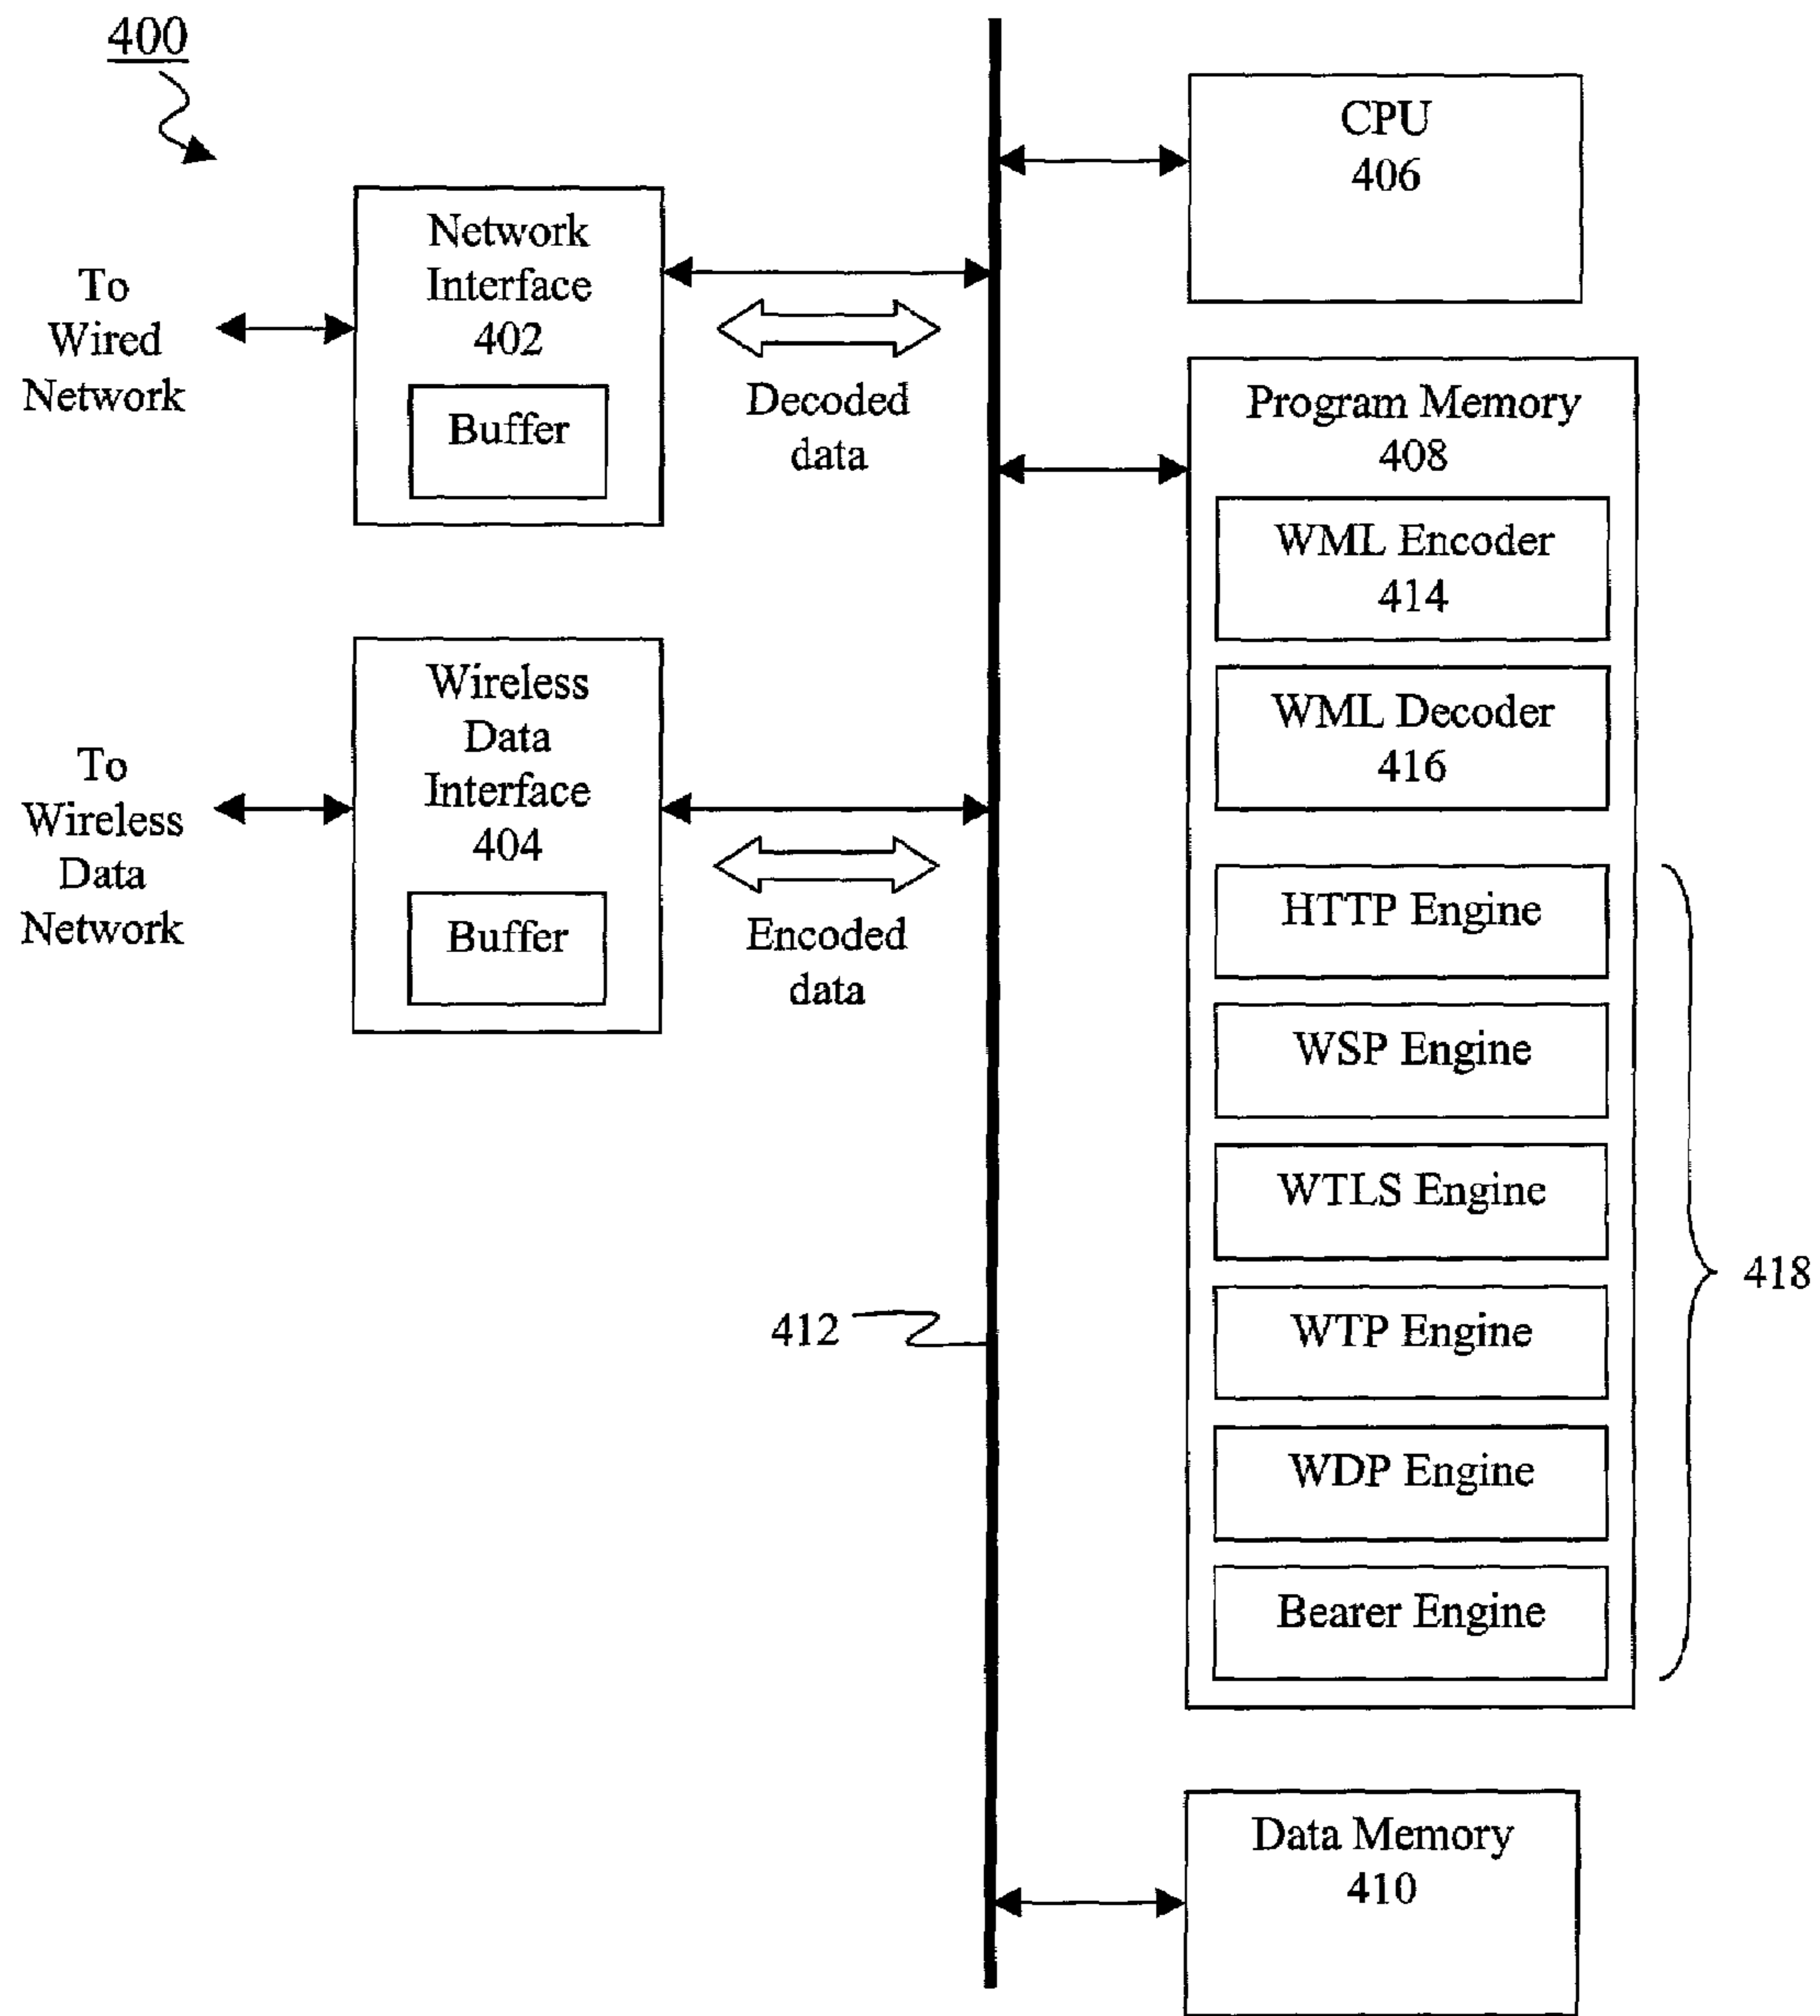 400
To
Wired
Network
Network
Interface
402
Buffer
Decoded
data
To
Wireless
Data
Network
Wireless
Data
Interface
404
Buffer
Encoded
data
412
CPU
406
Program Memory
408
WML Encoder
414
WML Decoder
416
HTTP Engine
WSP Engine
WTLS Engine
WTP Engine
WDP Engine
Bearer Engine
418
Data Memory
410